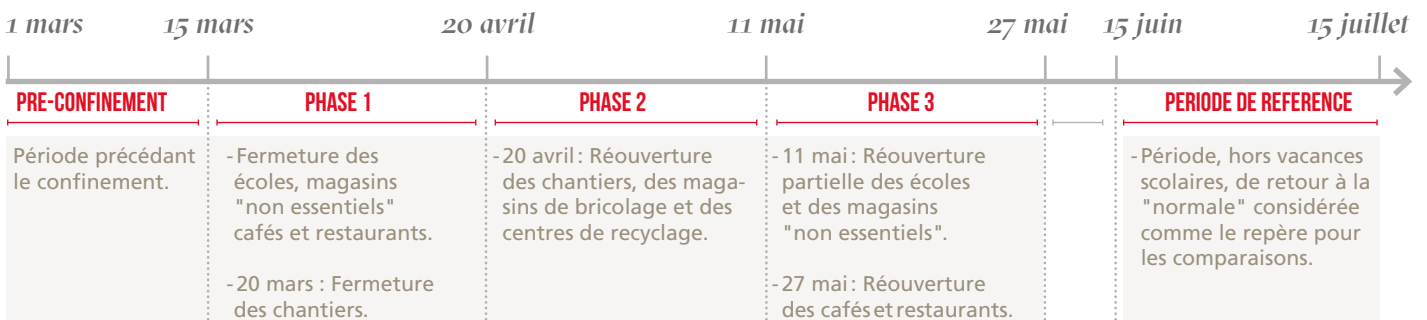 1 mars 15 mars 20 avril 11 mai 27 mai 15 juin 15 juillet
PRE-CONFINEMENT PHASE 1 PHASE 2 PHASE 3 PERIODE DE REFERENCE
Période précédant
le confinement.
- Fermeture des
écoles, magasins
"non essentiels"
cafés et restaurants.
- 20 mars : Fermeture
des chantiers.
- 20 avril : Réouverture
des chantiers, des maga-
sins de bricolage et des
centres de recyclage.
- 11 mai : Réouverture
partielle des écoles
et des magasins
"non essentiels".
- 27 mai : Réouverture
des cafés et restaurants.
- Période, hors vacances
scolaires, de retour à la
"normale" considérée
comme le repère pour
les comparaisons.